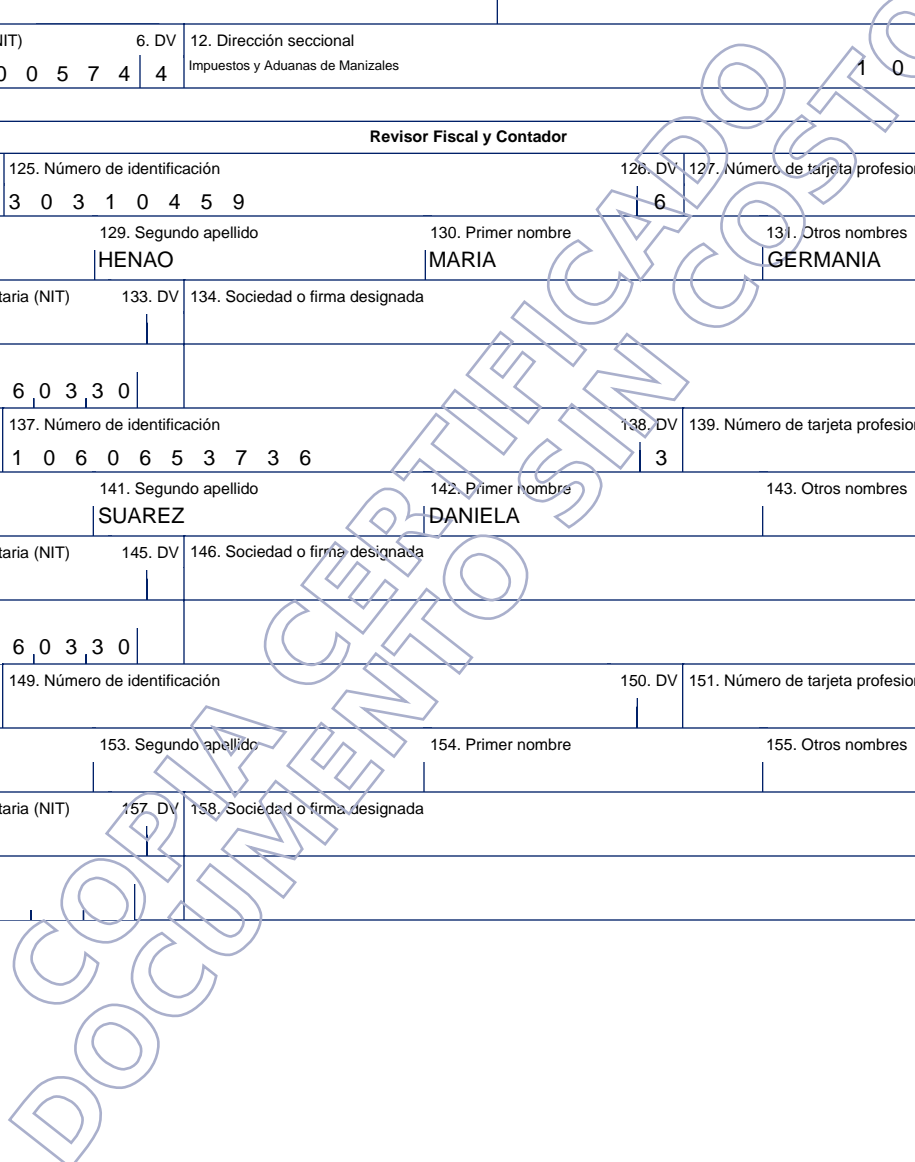 NIT) 6. DV 12. Dirección seccional
0 0 5 7 4 4 Impuestos y Aduanas de Manizales 1 0
Revisor Fiscal y Contador
125. Número de identificación 126. DV 127. Número de tarjeta profesion
3 0 3 1 0 4 5 9 6
129. Segundo apellido 130. Primer nombre 131. Otros nombres
HENAO MARIA GERMANIA
taria (NIT) 133. DV 134. Sociedad o firma designada
6 0 3 3 0
137. Número de identificación 138. DV 139. Número de tarjeta profesion
1 0 6 0 6 5 3 7 3 6 3
141. Segundo apellido 142. Primer nombre 143. Otros nombres
SUAREZ DANIELA
taria (NIT) 145. DV 146. Sociedad o firma designada
6 0 3 3 0
149. Número de identificación 150. DV 151. Número de tarjeta profesion
153. Segundo apellido 154. Primer nombre 155. Otros nombres
taria (NIT) 157. DV 158. Sociedad o firma designada
COPIA CERTIFICADO
DOCUMENTO SIN COSTO